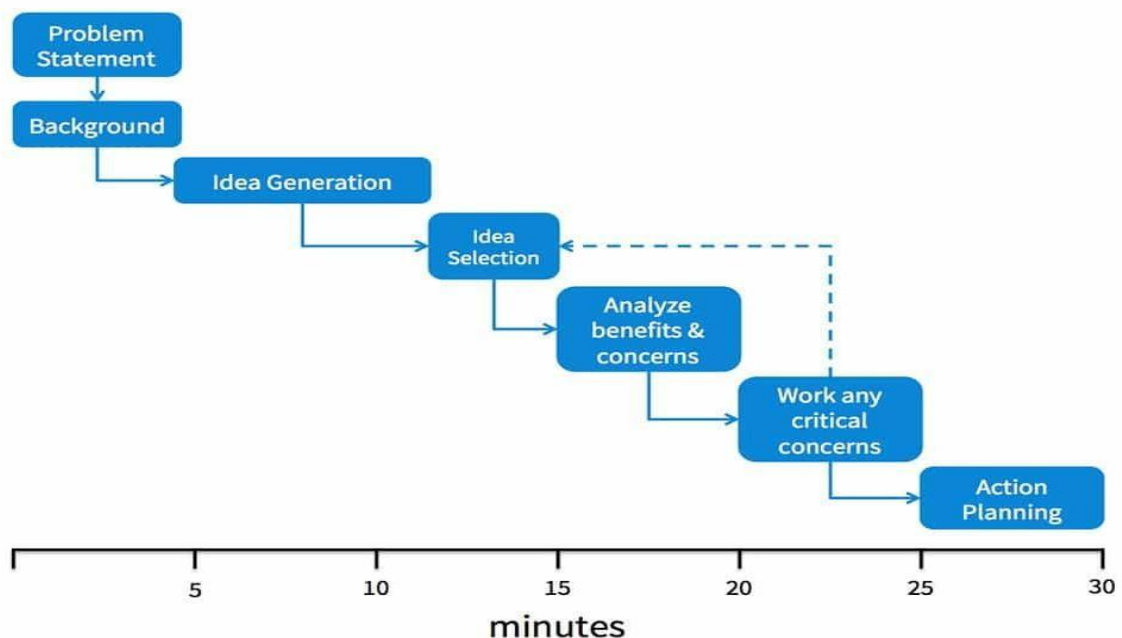 Problem
Statement
Background
Idea Generation
Idea
Selection
Analyze
benefits &
concerns
Work any
critical
concerns
Action
Planning
5 10 15 20 25 30
minutes